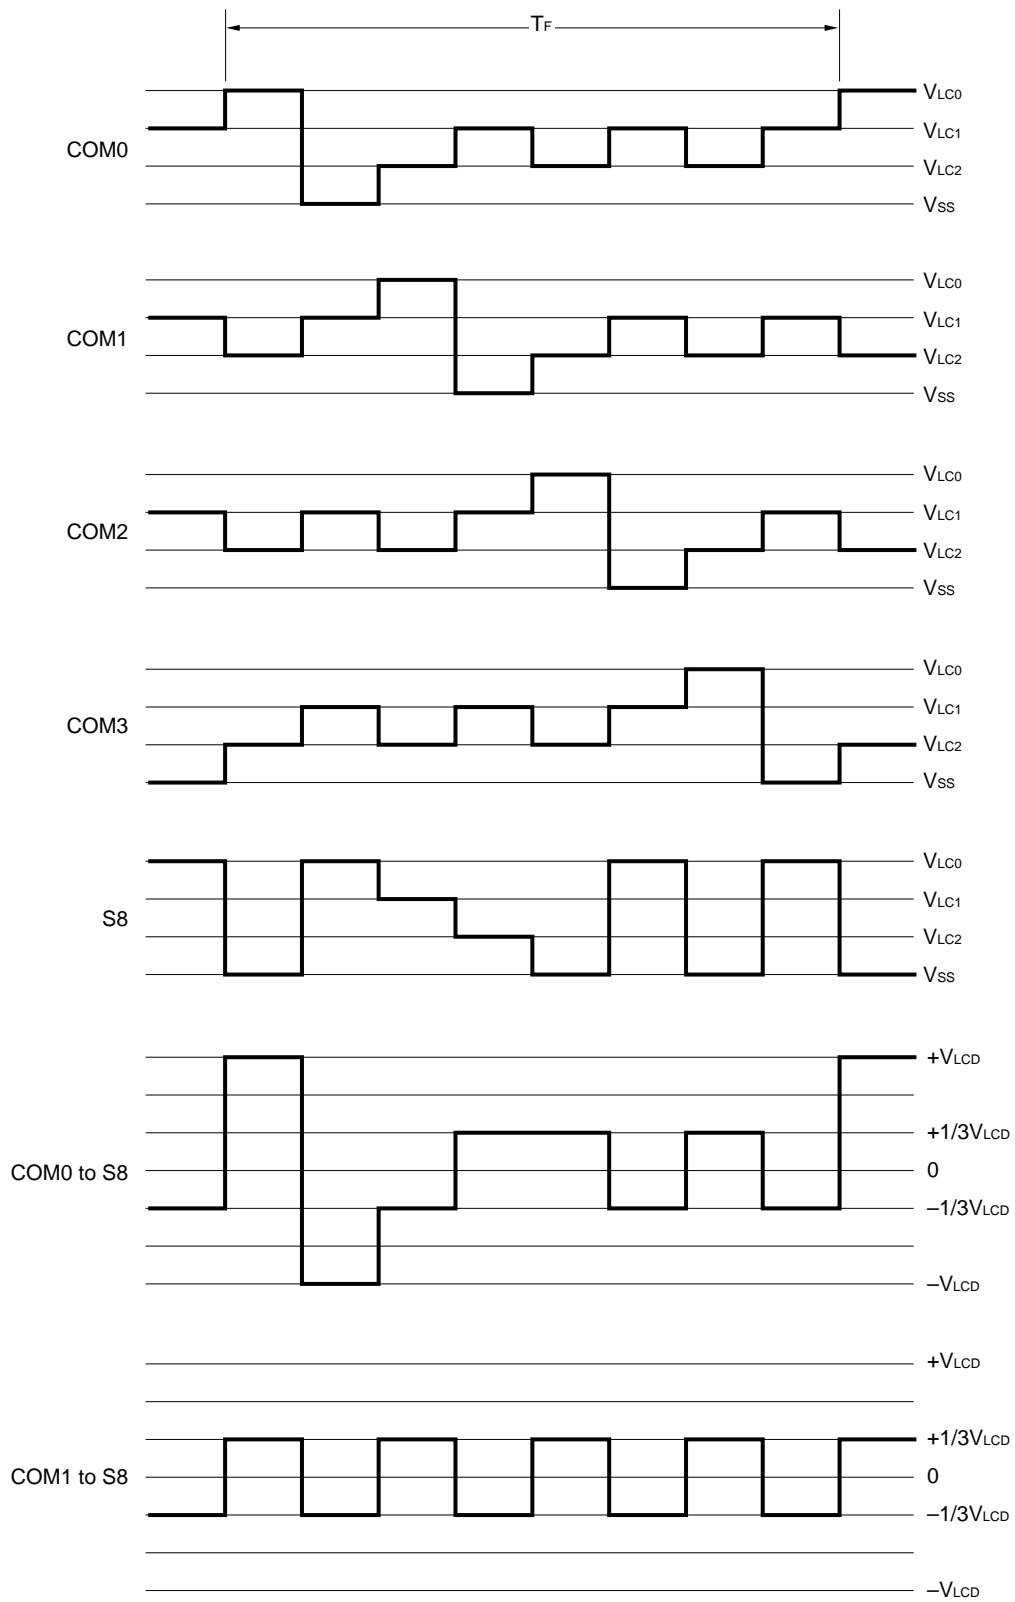 TF
VLC0
VLC1
COM0
VLC2
VSS
VLC0
VLC1
COM1
VLC2
VSS
VLC0
VLC1
COM2
VLC2
VSS
VLC0
VLC1
COM3
VLC2
VSS
VLC0
VLC1
S8
VLC2
VSS
+VLCD
+1/3VLCD
COM0 to S8
0
–1/3VLCD
–VLCD
+VLCD
+1/3VLCD
COM1 to S8
0
–1/3VLCD
–VLCD